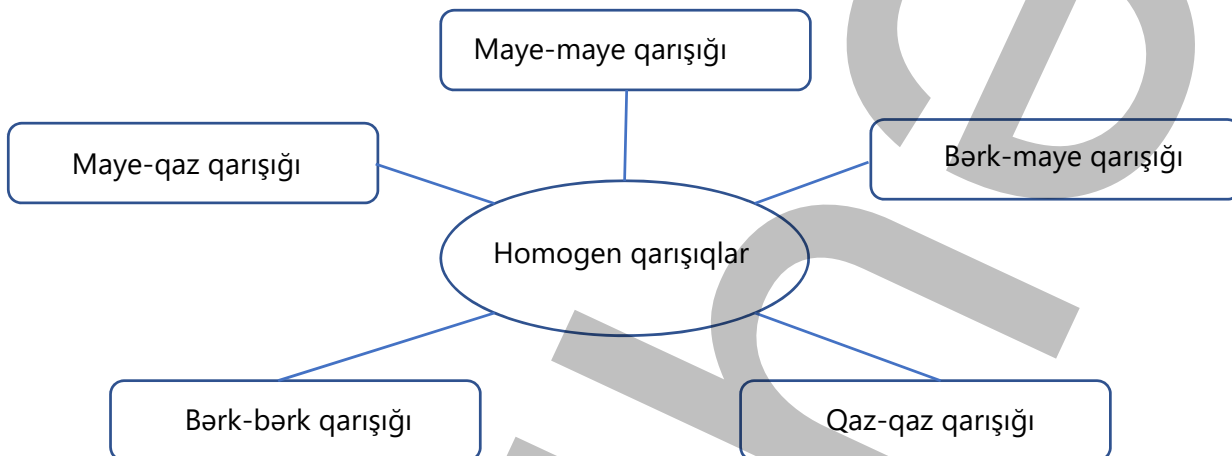 Maye-maye qarışığı
Maye-qaz qarışığı
Bərk-maye qarışığı
Homogen qarışıqlar
Bərk-bərk qarışığı
Qaz-qaz qarışığı